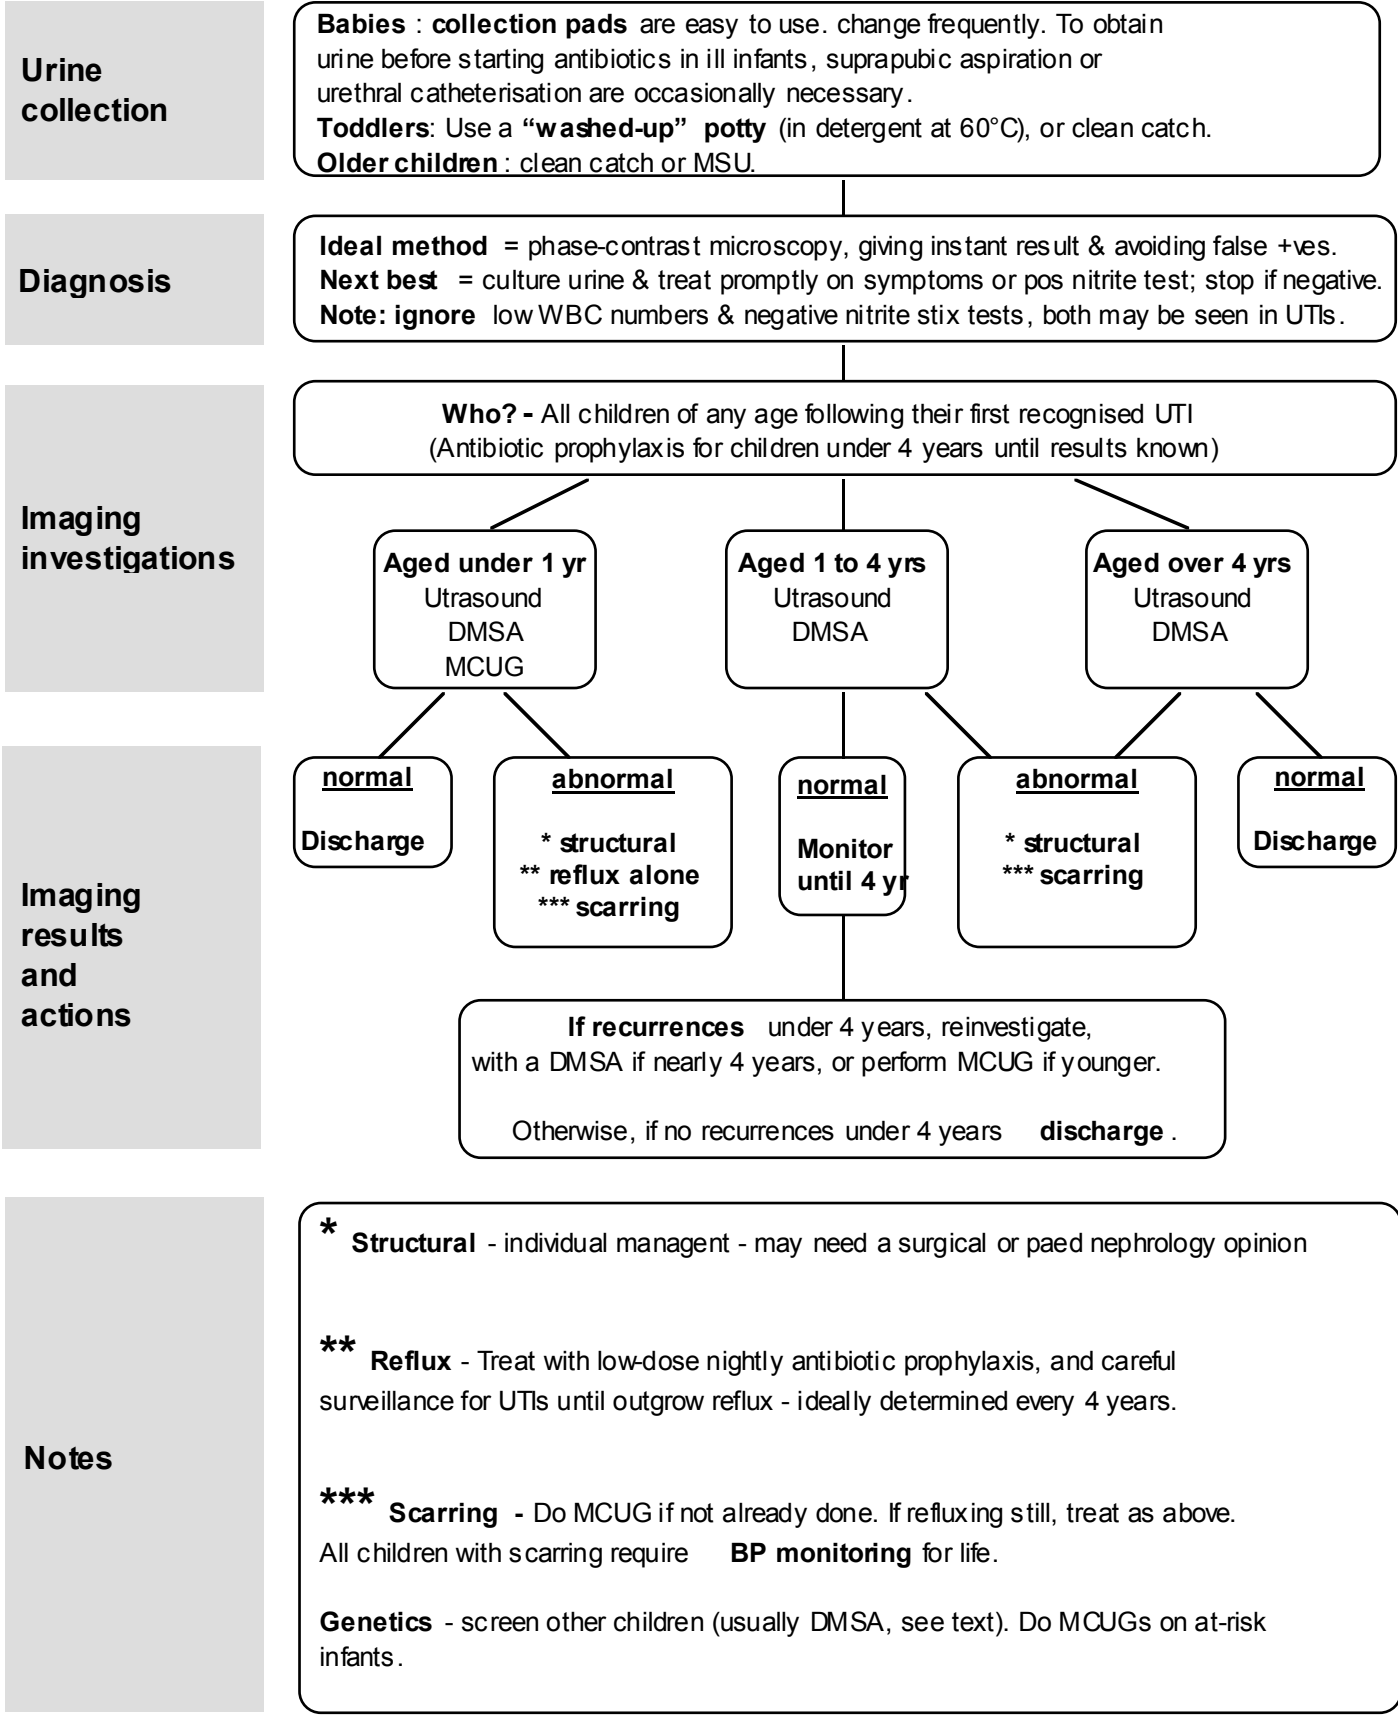 Urine
collection
Babies : collection pads are easy to use. change frequently. To obtain
urine before starting antibiotics in ill infants, suprapubic aspiration or
urethral catheterisation are occasionally necessary.
Toddlers: Use a “washed-up” potty (in detergent at 60°C), or clean catch.
Older children : clean catch or MSU.
Diagnosis
Ideal method = phase-contrast microscopy, giving instant result & avoiding false +ves.
Next best = culture urine & treat promptly on symptoms or pos nitrite test; stop if negative.
Note: ignore low WBC numbers & negative nitrite stix tests, both may be seen in UTIs.
Imaging
investigations
Who? - All children of any age following their first recognised UTI
(Antibiotic prophylaxis for children under 4 years until results known)
Aged under 1 yr
Utrasound
DMSA
MCUG
Aged 1 to 4 yrs
Utrasound
DMSA
Aged over 4 yrs
Utrasound
DMSA
Imaging
results
and
actions
normal
Discharge
abnormal
* structural
** reflux alone
*** scarring
normal
Monitor
until 4 yr
abnormal
* structural
*** scarring
normal
Discharge
If recurrences under 4 years, reinvestigate,
with a DMSA if nearly 4 years, or perform MCUG if younger.
Otherwise, if no recurrences under 4 years discharge .
Notes
* Structural - individual managent - may need a surgical or paed nephrology opinion
** Reflux - Treat with low-dose nightly antibiotic prophylaxis, and careful
surveillance for UTIs until outgrow reflux - ideally determined every 4 years.
*** Scarring - Do MCUG if not already done. If refluxing still, treat as above.
All children with scarring require BP monitoring for life.
Genetics - screen other children (usually DMSA, see text). Do MCUGs on at-risk
infants.